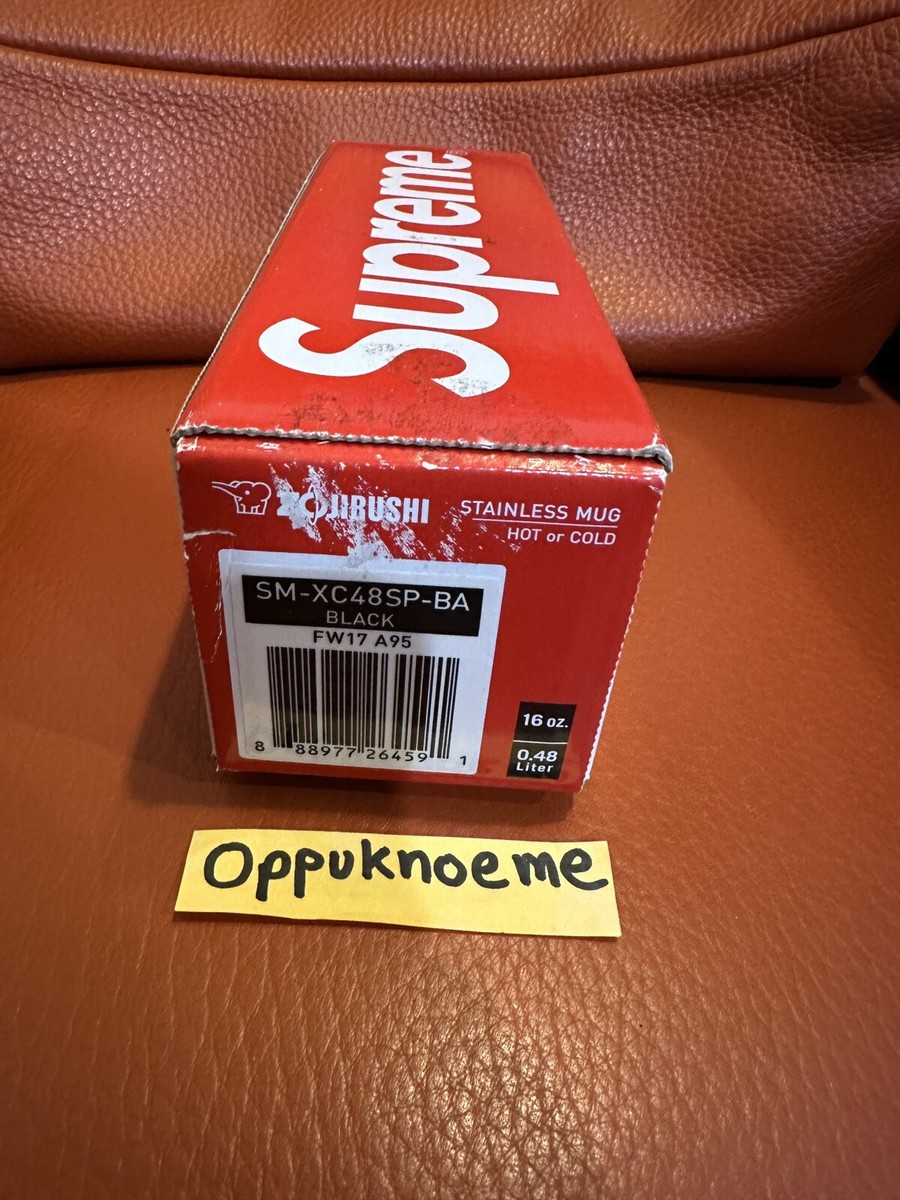 Supreme
ZOJIRUSHI
STAINLESS MUG
HOT or COLD
SM-XC48SP-BA
BLACK
FW17 A95
8 88977 26459 1
16 oz.
0.48
Liter
Oppuknoeme